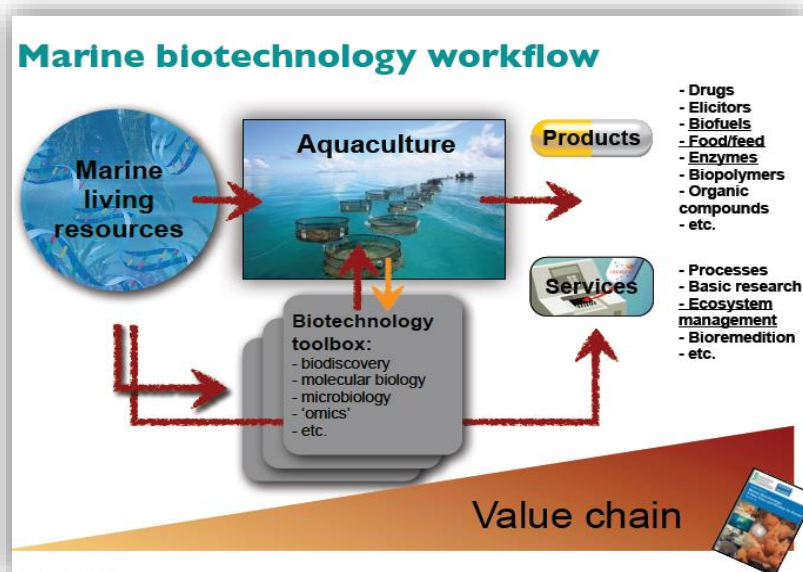 Marine biotechnology workflow
Marine
living
resources
Aquaculture
Products
- Drugs
- Elicitors
- Biofuels
- Food/feed
- Enzymes
- Biopolymers
- Organic
compounds
- etc.
Services
- Processes
- Basic research
- Ecosystem
management
- Bioremedition
- etc.
Biotechnology
toolbox:
- biodiscovery
- molecular biology
- microbiology
- ‘omics’
- etc.
Value chain